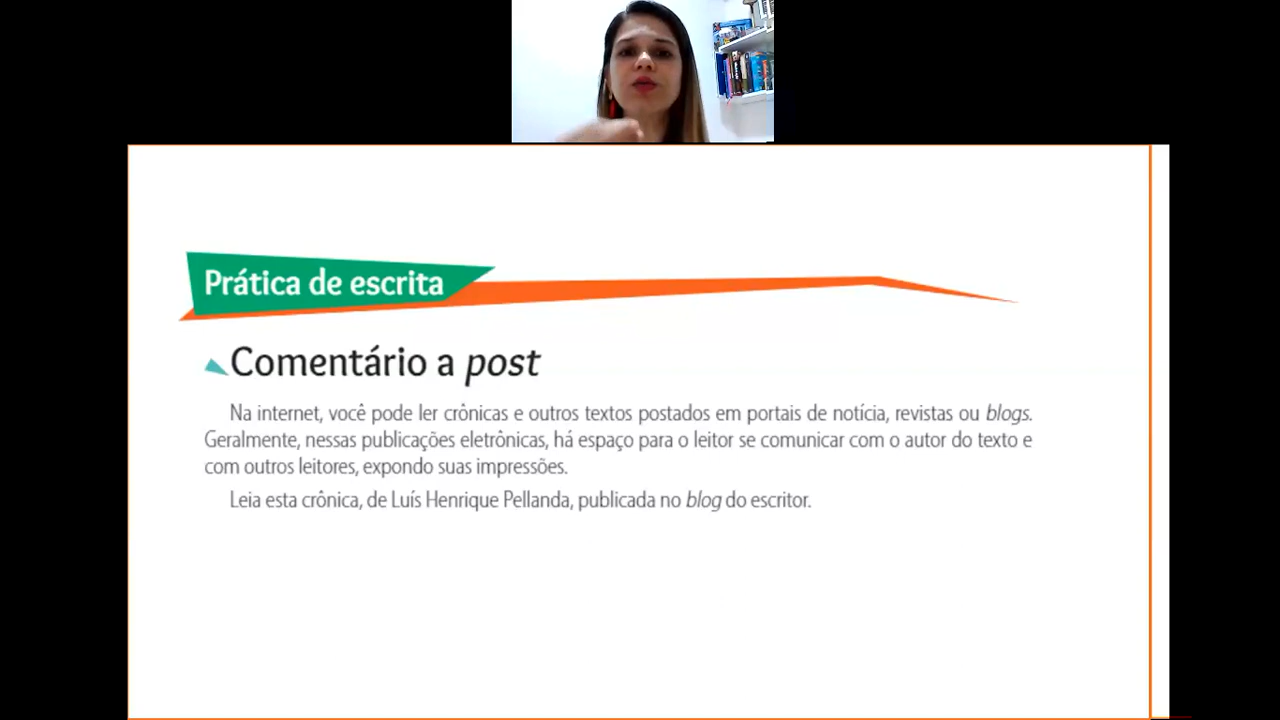 Prática de escrita
Comentário a post
Na internet, você pode ler crônicas e outros textos postados em portais de notícia, revistas ou blogs.
Geralmente, nessas publicações eletrônicas, há espaço para o leitor se comunicar com o autor do texto e
com outros leitores, expondo suas impressões.
Leia esta crônica, de Luís Henrique Pellanda, publicada no blog do escritor.